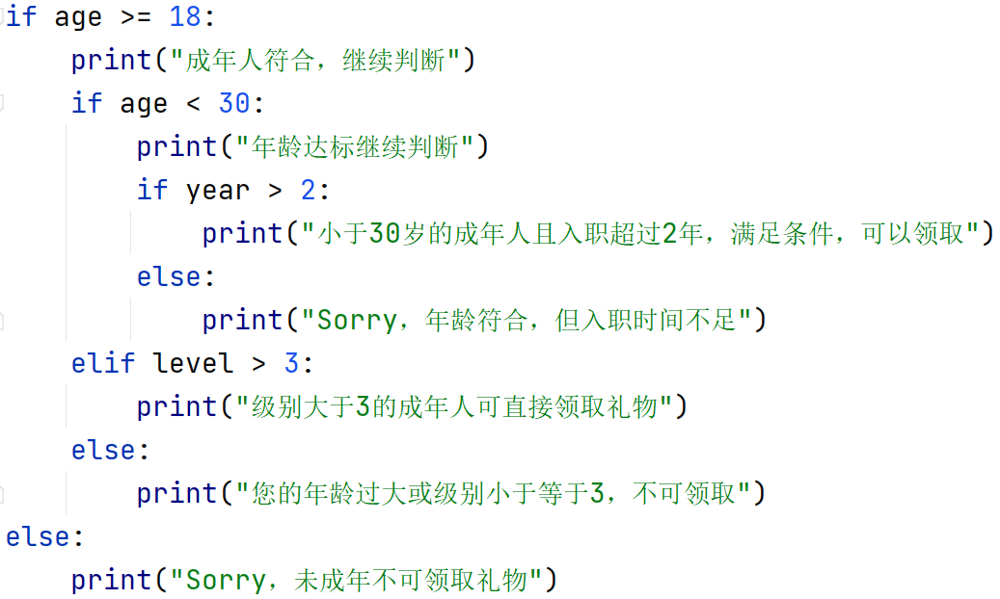 if age >= 18:
    print("成年人符合，继续判断")
    if age < 30:
        print("年龄达标继续判断")
        if year > 2:
            print("小于30岁的成年人且入职超过2年，满足条件，可以领取")
        else:
            print("Sorry，年龄符合，但入职时间不足")
    elif level > 3:
        print("级别大于3的成年人可直接领取礼物")
    else:
        print("您的年龄过大或级别小于等于3，不可领取")
else:
    print("Sorry，未成年不可领取礼物")